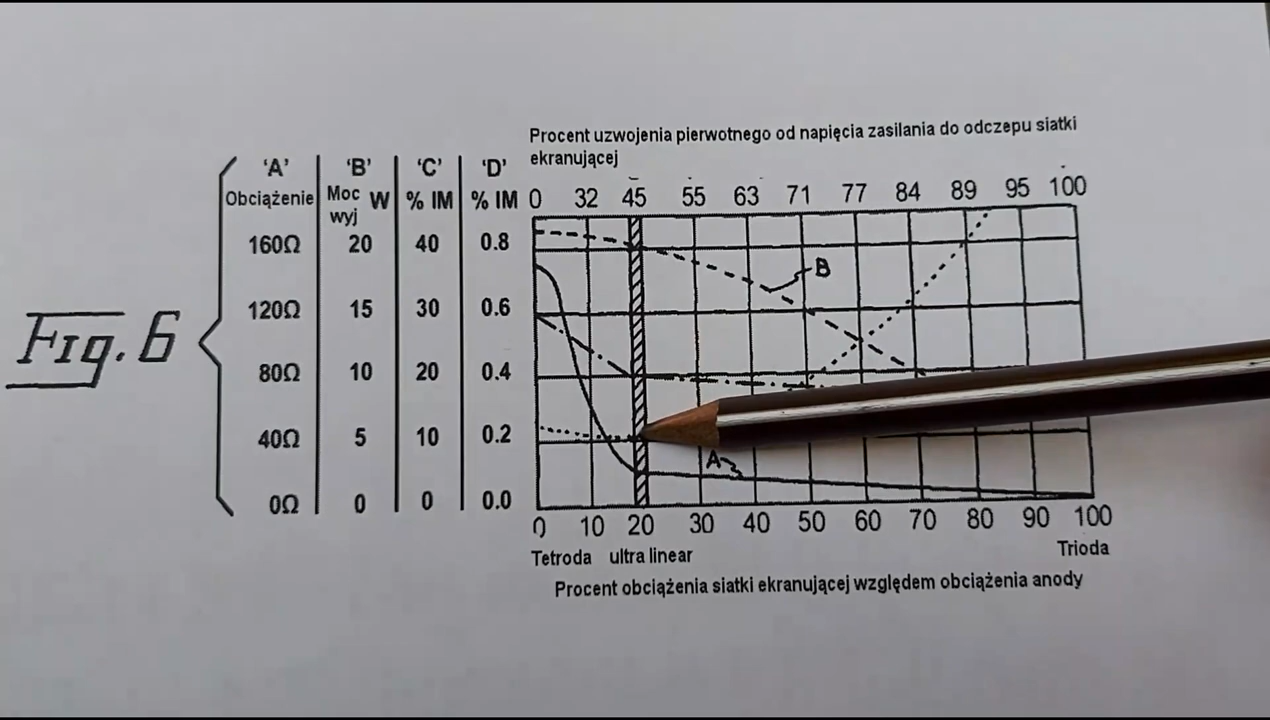 Procent uzwojenia pierwotnego od napięcia zasilania do odczepu siatki
ekranującej
'A' 'B' 'C' 'D'
Obciążenie Moc wyj W % IM % IM 0 32 45 55 63 71 77 84 89 95 100
160Ω 20 40 0.8
B
120Ω 15 30 0.6
Fig. 6
80Ω 10 20 0.4
40Ω 5 10 0.2
A
0Ω 0 0 0.0
0 10 20 30 40 50 60 70 80 90 100
Tetroda ultra linear Trioda
Procent obciążenia siatki ekranującej względem obciążenia anody